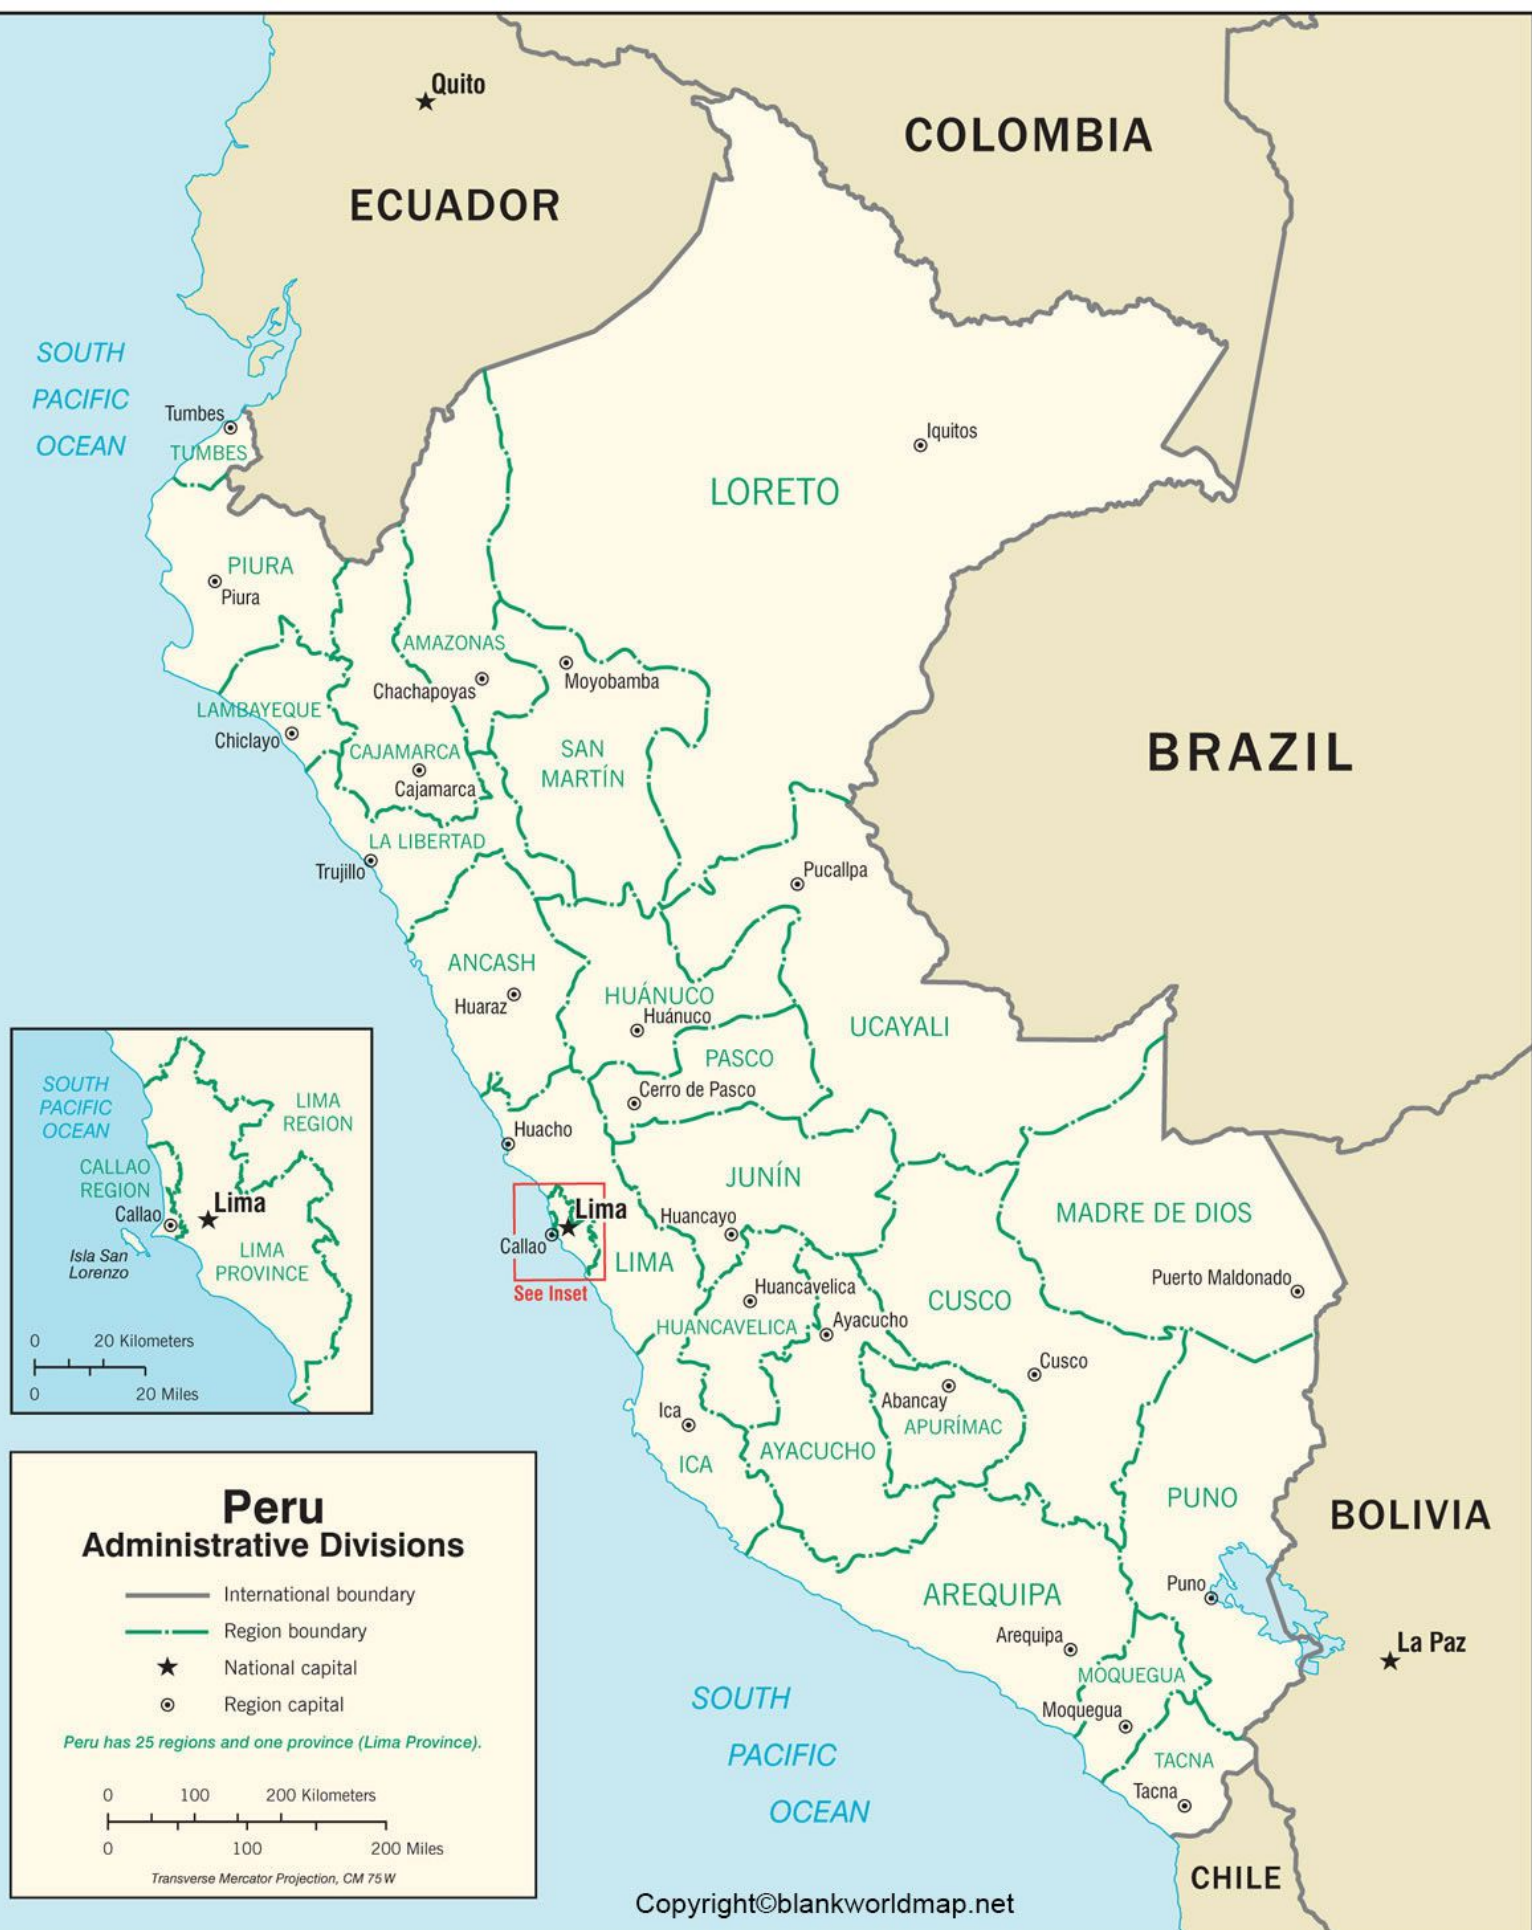 Quito
COLOMBIA
ECUADOR
SOUTH
PACIFIC
OCEAN
Tumbes
TUMBES
Iquitos
LORETO
PIURA
Piura
AMAZONAS
Chachapoyas
Moyobamba
LAMBAYEQUE
Chiclayo
CAJAMARCA
Cajamarca
SAN
MARTÍN
BRAZIL
LA LIBERTAD
Trujillo
Pucallpa
ANCASH
Huaraz
HUÁNUCO
Huánuco
UCAYALI
PASCO
Cerro de Pasco
Huacho
JUNÍN
Lima
Callao
See Inset
LIMA
Huancayo
MADRE DE DIOS
Puerto Maldonado
Huancavelica
HUANCAVELICA
Ayacucho
CUSCO
Cusco
Abancay
APURÍMAC
Ica
ICA
AYACUCHO
PUNO
BOLIVIA
AREQUIPA
Puno
Arequipa
La Paz
MOQUEGUA
Moquegua
TACNA
Tacna
SOUTH
PACIFIC
OCEAN
CHILE
SOUTH
PACIFIC
OCEAN
LIMA
REGION
CALLAO
REGION
Callao
Lima
Isla San
Lorenzo
LIMA
PROVINCE
0 20 Kilometers
0 20 Miles
Peru
Administrative Divisions
International boundary
Region boundary
National capital
Region capital
Peru has 25 regions and one province (Lima Province).
0 100 200 Kilometers
0 100 200 Miles
Transverse Mercator Projection, CM 75 W
Copyright©blankworldmap.net